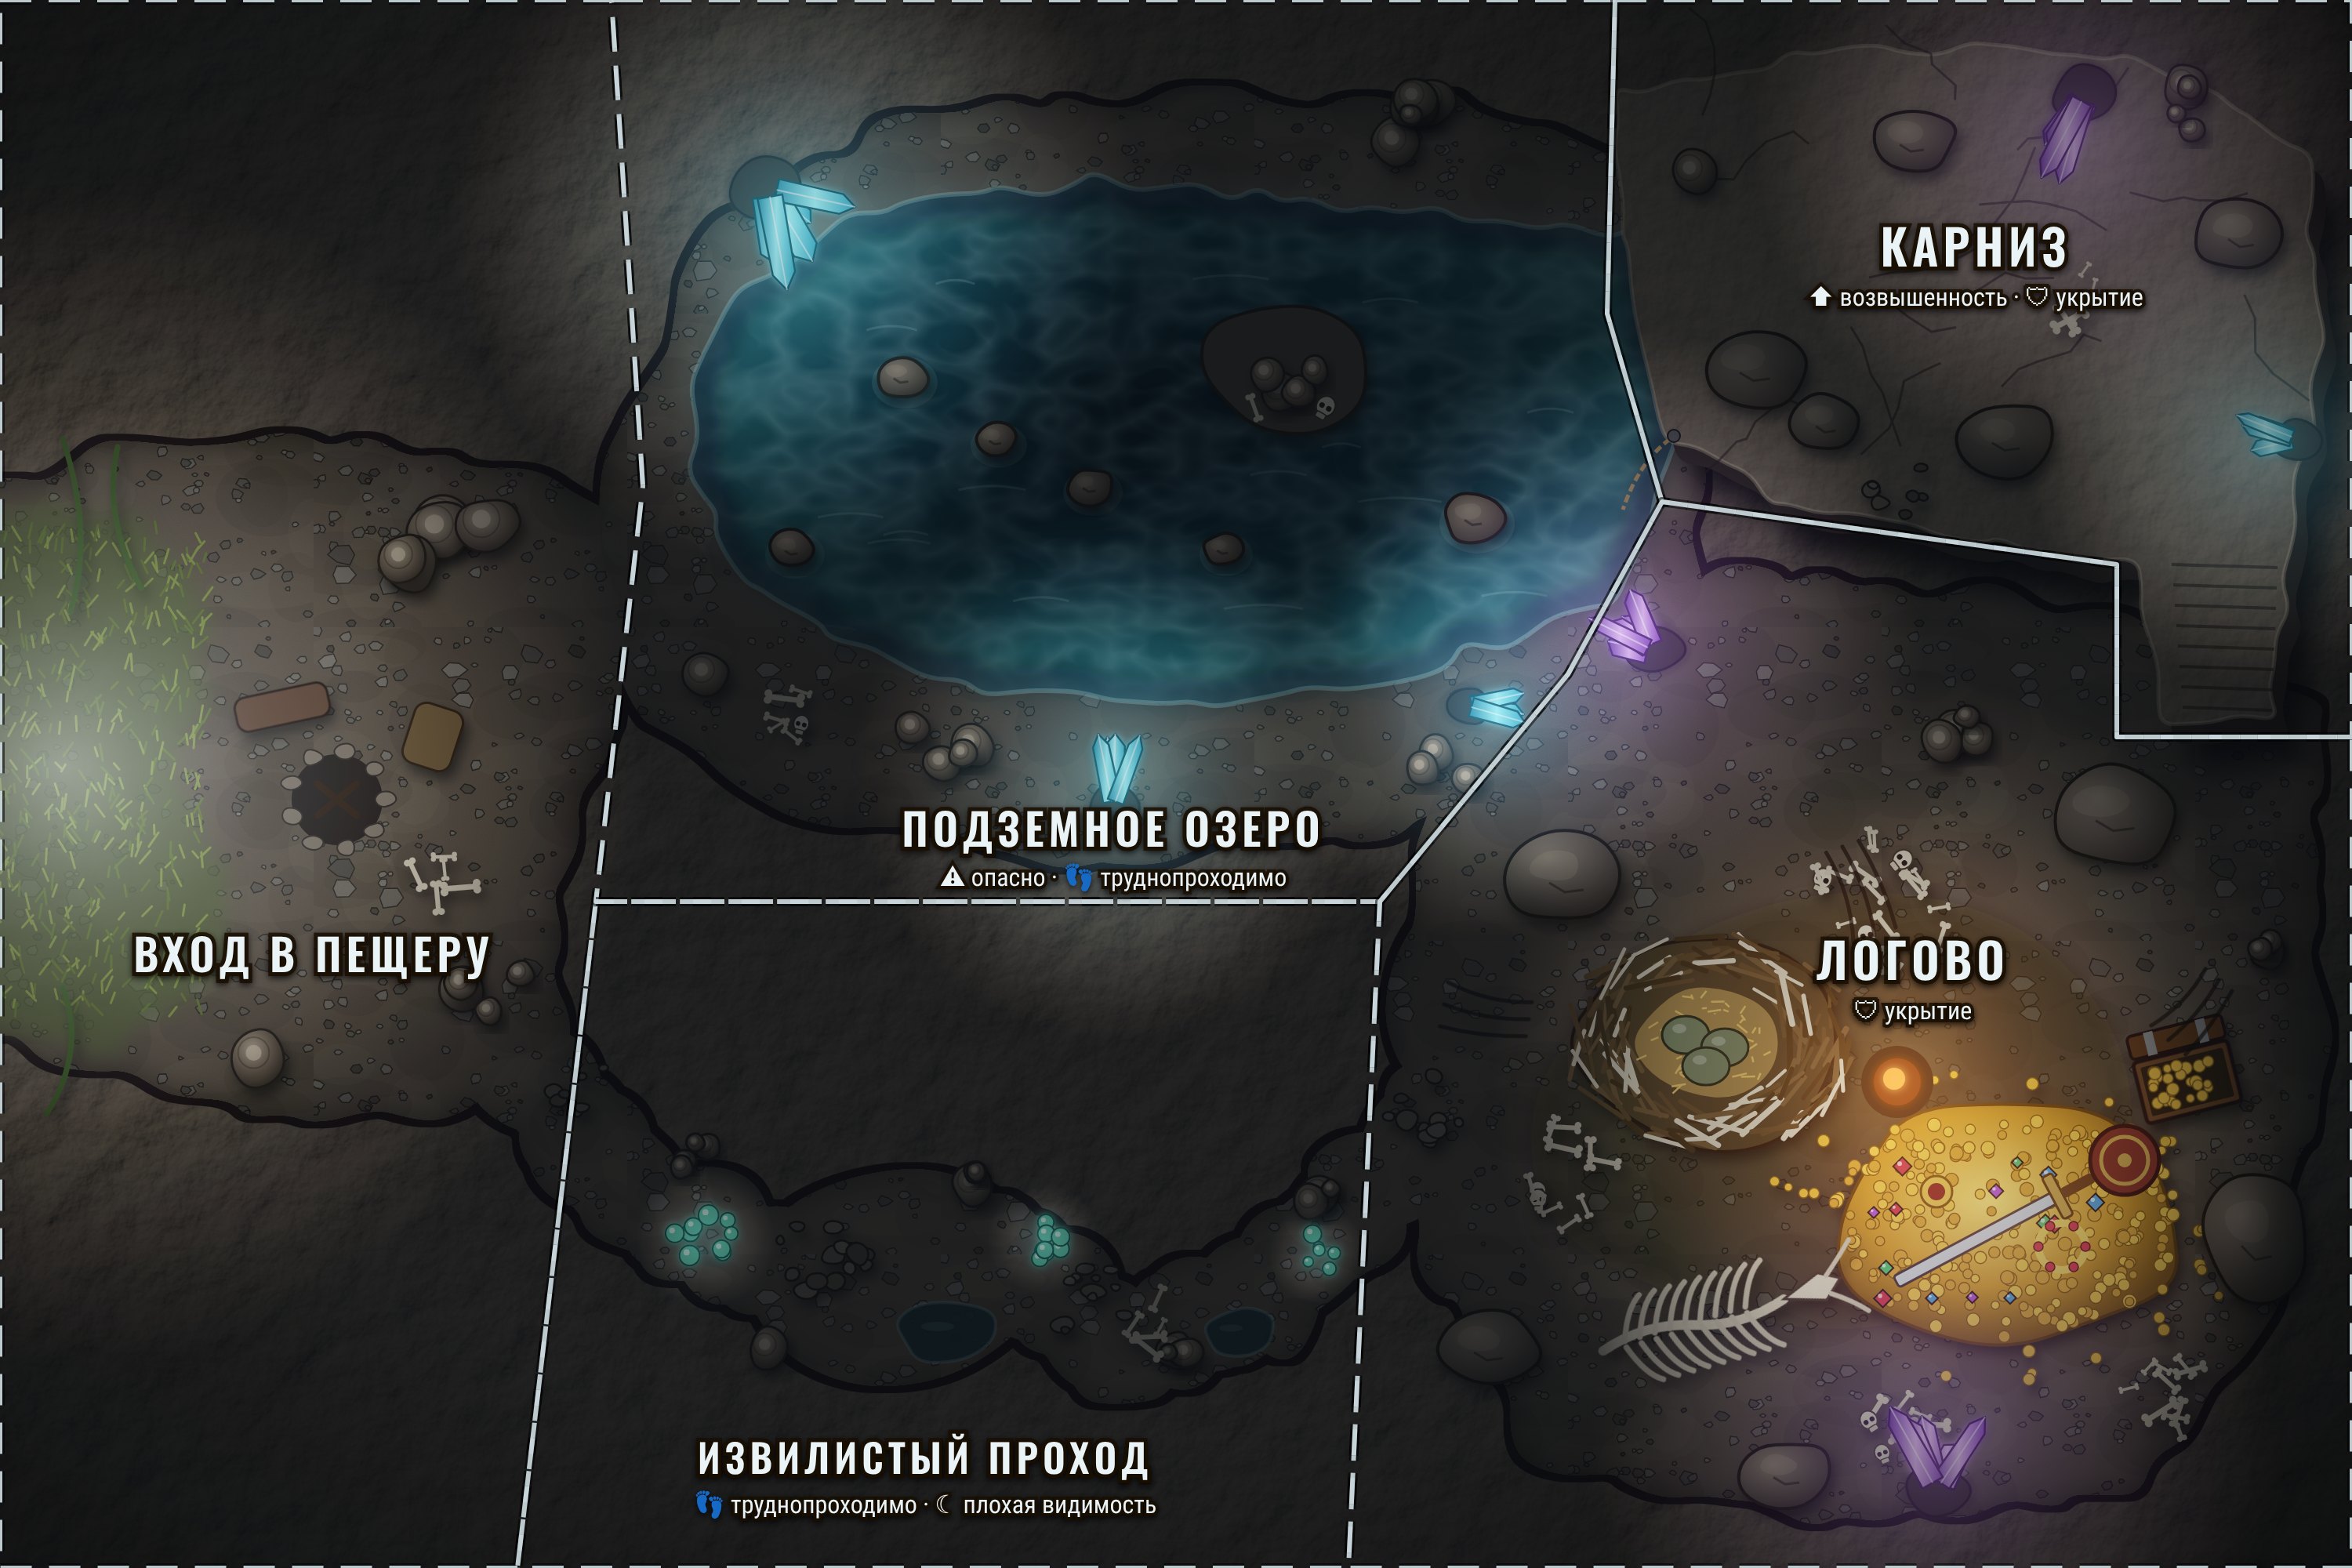 КАРНИЗ
возвышенность · укрытие
ПОДЗЕМНОЕ ОЗЕРО
опасно · труднопроходимо
ВХОД В ПЕЩЕРУ
ЛОГОВО
укрытие
ИЗВИЛИСТЫЙ ПРОХОД
труднопроходимо · плохая видимость